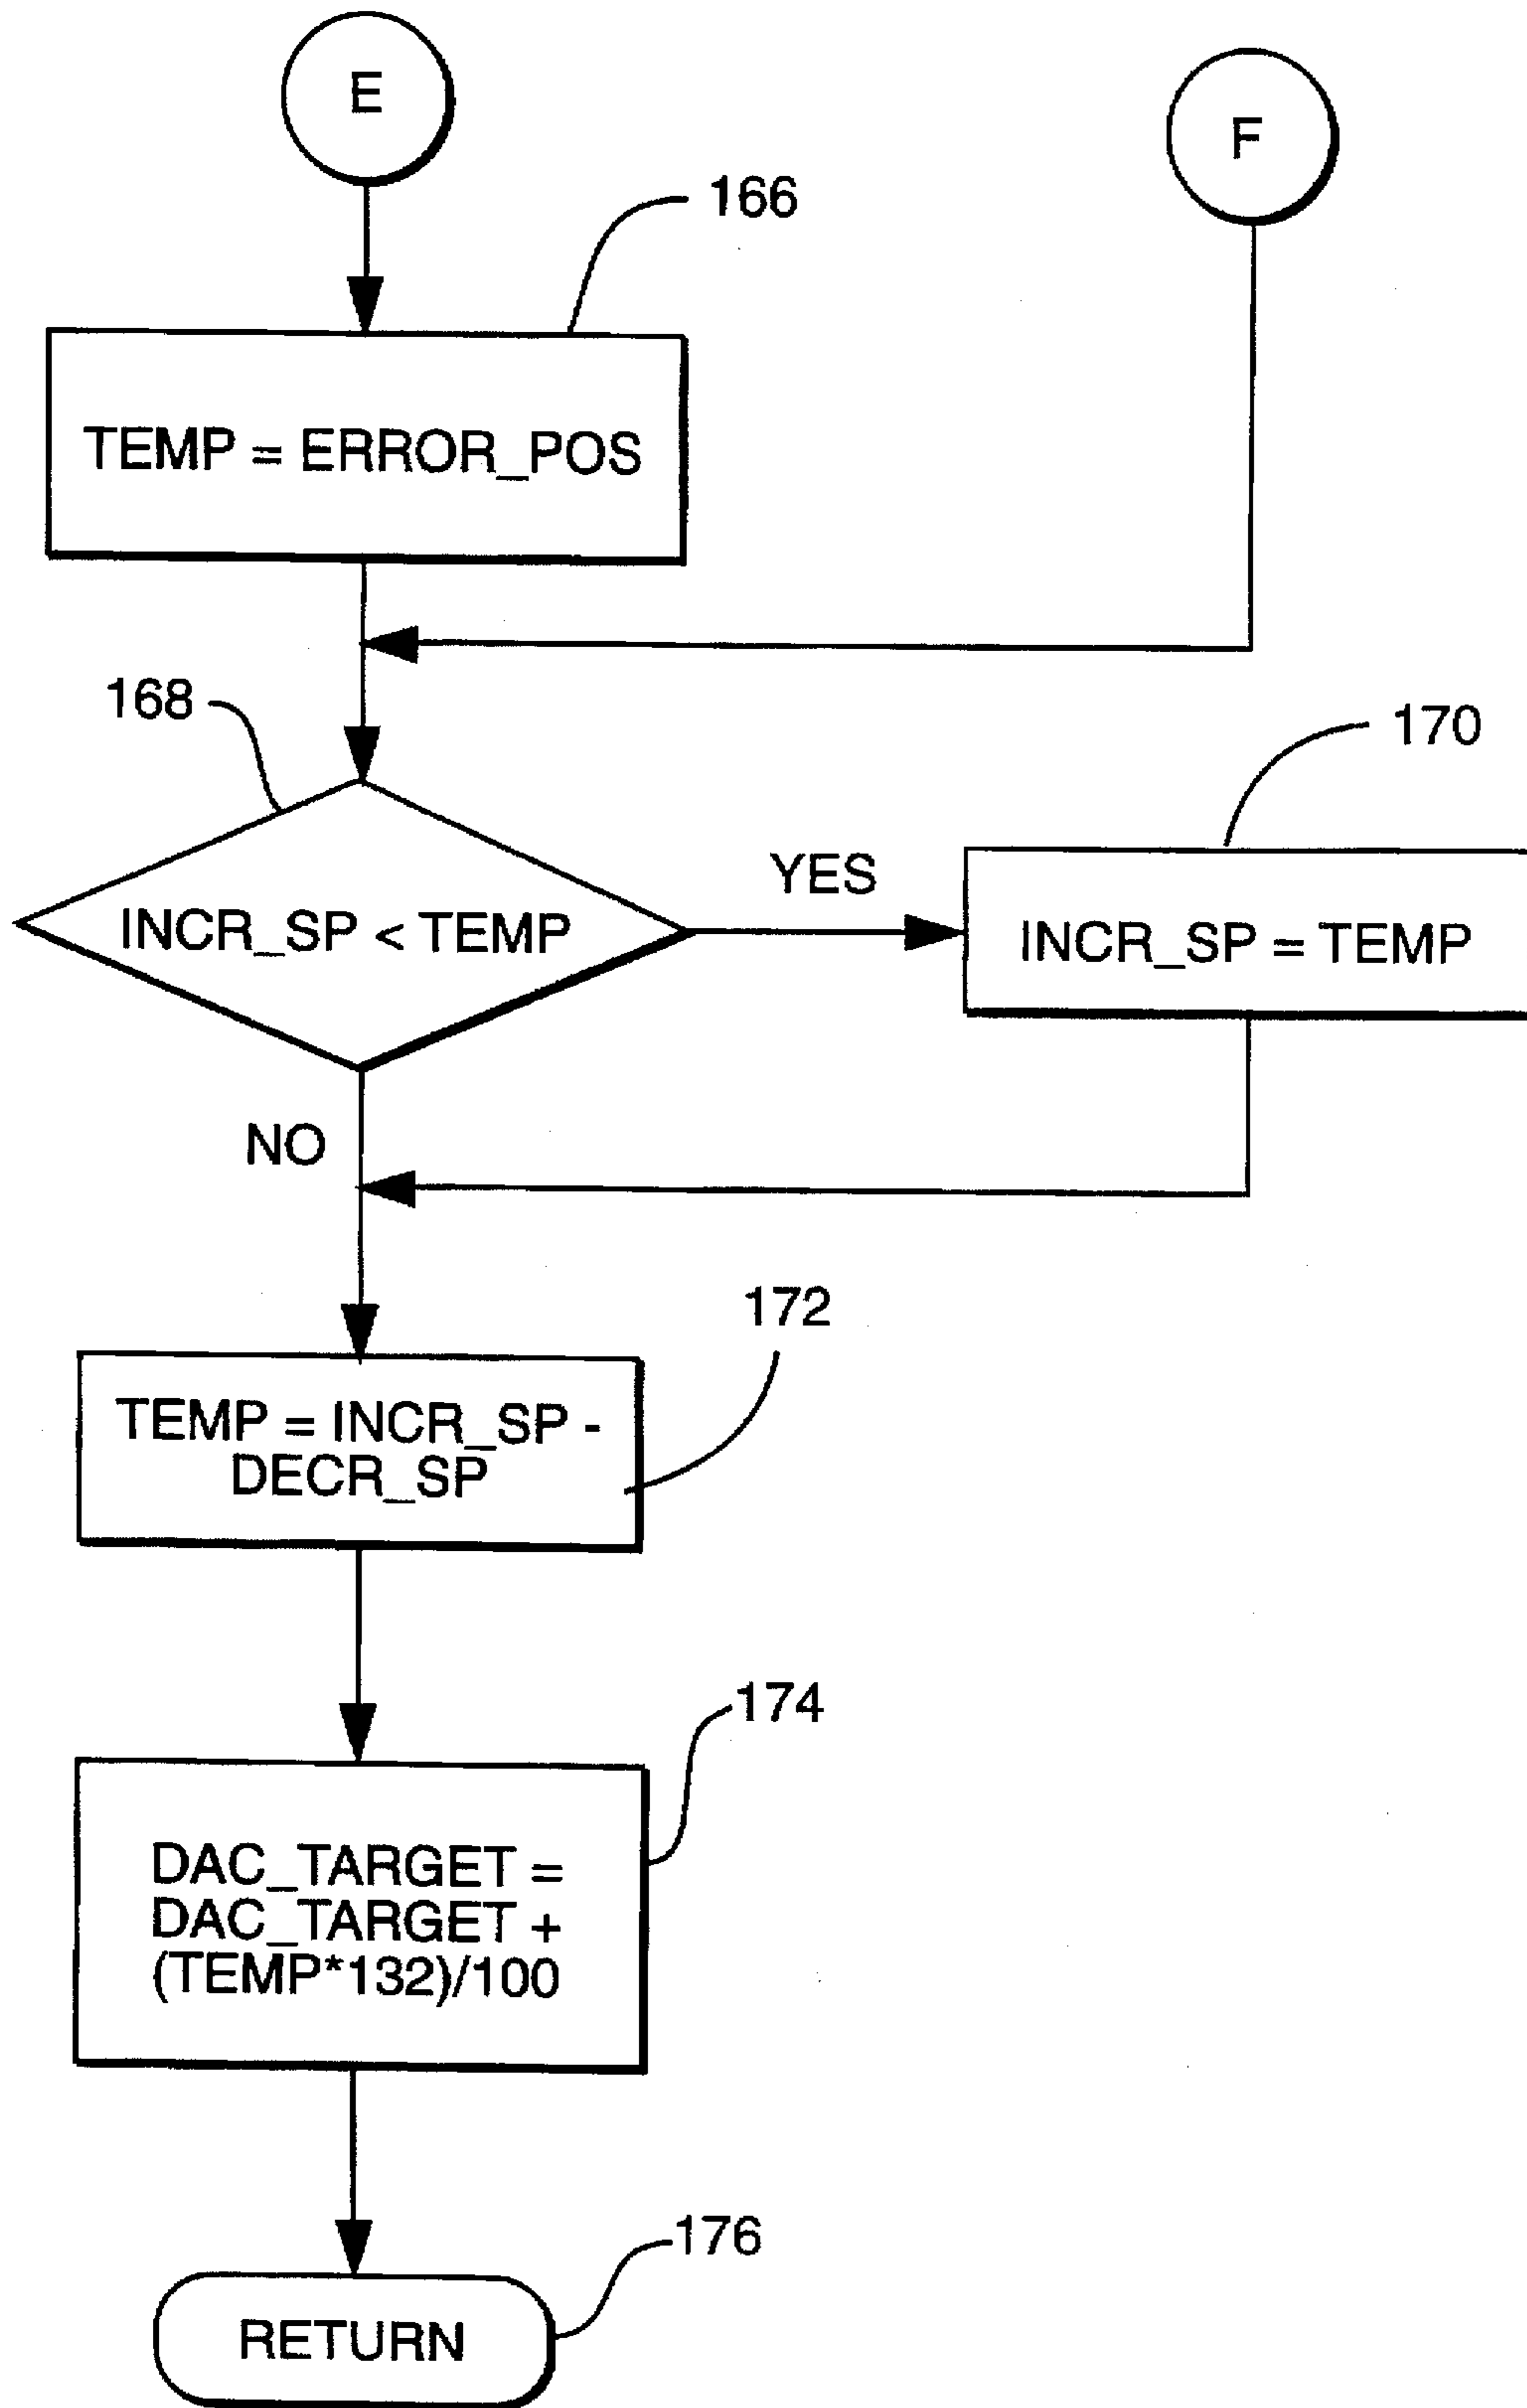 E
F
166
TEMP = ERROR_POS
168
170
INCR_SP < TEMP
YES
INCR_SP = TEMP
NO
172
TEMP = INCR_SP -
DECR_SP
174
DAC_TARGET =
DAC_TARGET +
(TEMP*132)/100
176
RETURN